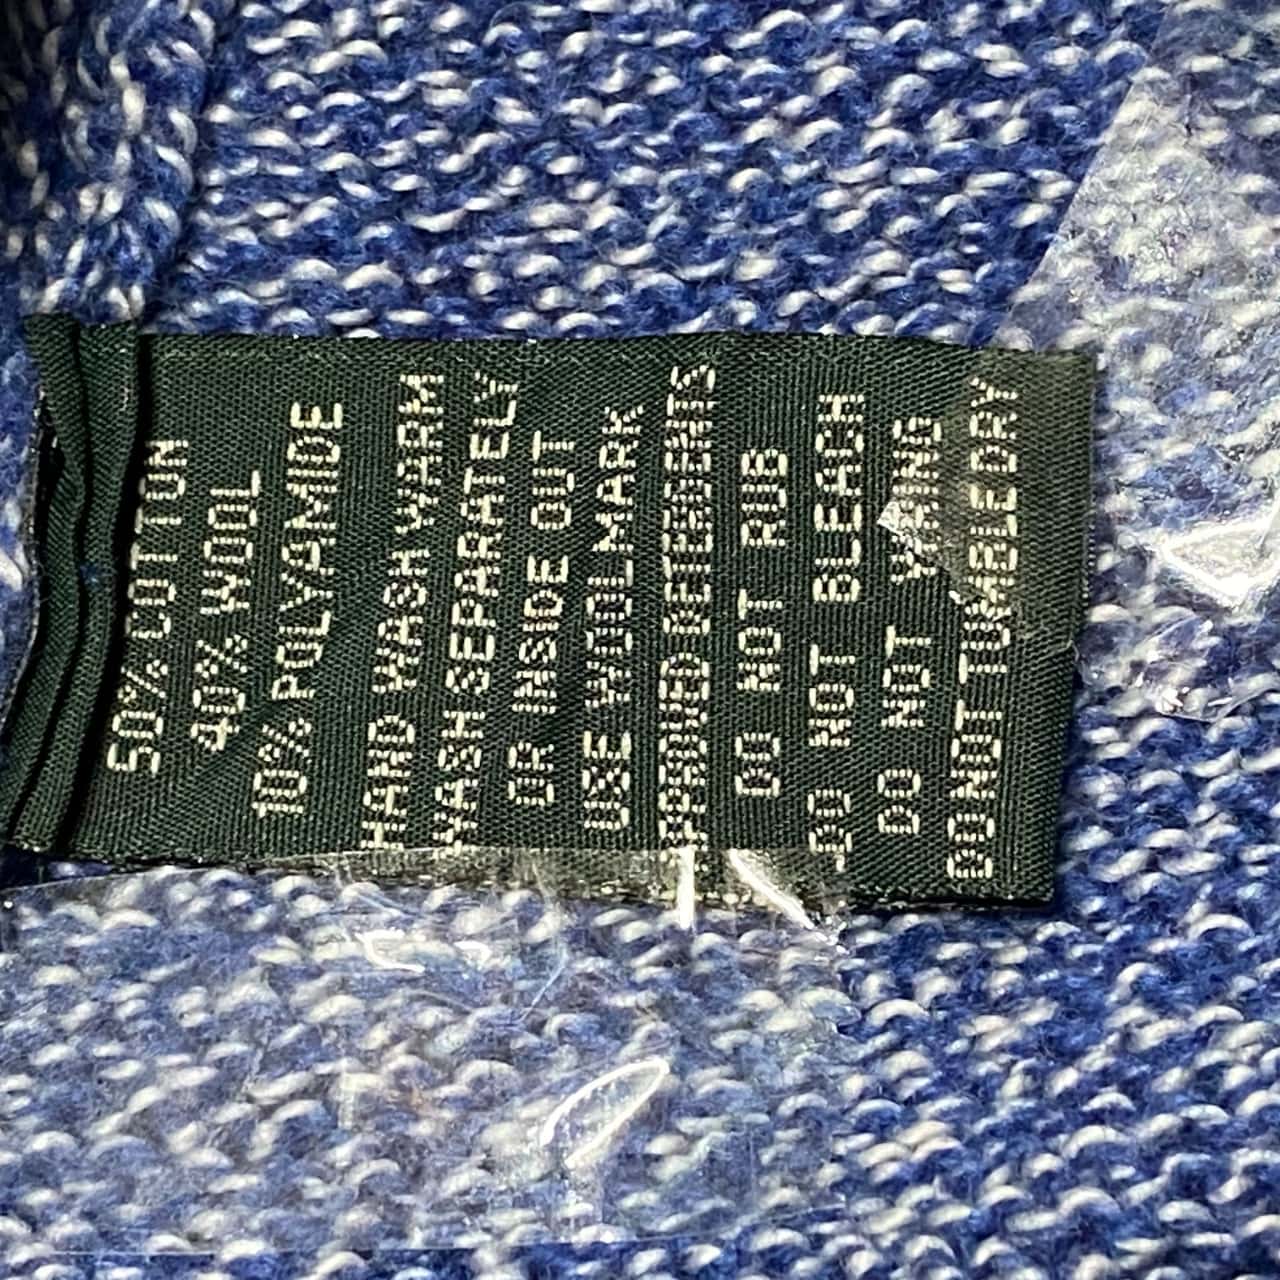 50% COTTON
40% WOOL
10% POLYAMIDE
HAND WASH WARM
WASH SEPARATELY
OR INSIDE OUT
USE WOOLMARK
APPROVED DETERGENTS
DO NOT RUB
DO NOT BLEACH
DO NOT WRING
DO NOT TUMBLE DRY